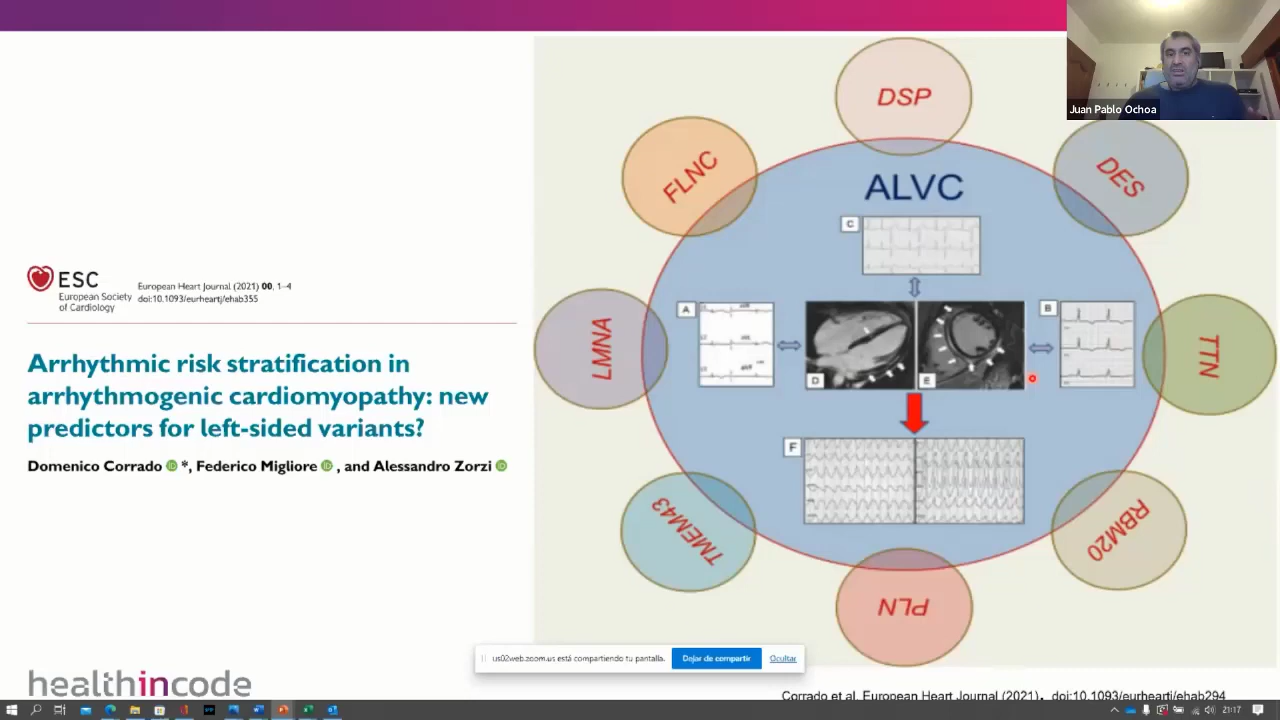 Juan Pablo Ochoa
DSP
FLNC
DES
ALVC
C
ESC
European Society
of Cardiology
European Heart Journal (2021) 00, 1–4
doi:10.1093/eurheartj/ehab355
A
B
LMNA
TTN
Arrhythmic risk stratification in
arrhythmogenic cardiomyopathy: new
predictors for left-sided variants?
D
E
Domenico Corrado *, Federico Migliore , and Alessandro Zorzi
F
TMEM43
RBM20
PLN
us02web.zoom.us está compartiendo tu pantalla.
Dejar de compartir
Ocultar
healthincode
Corrado et al. European Heart Journal (2021), doi:10.1093/eurheartj/ehab294
21:17